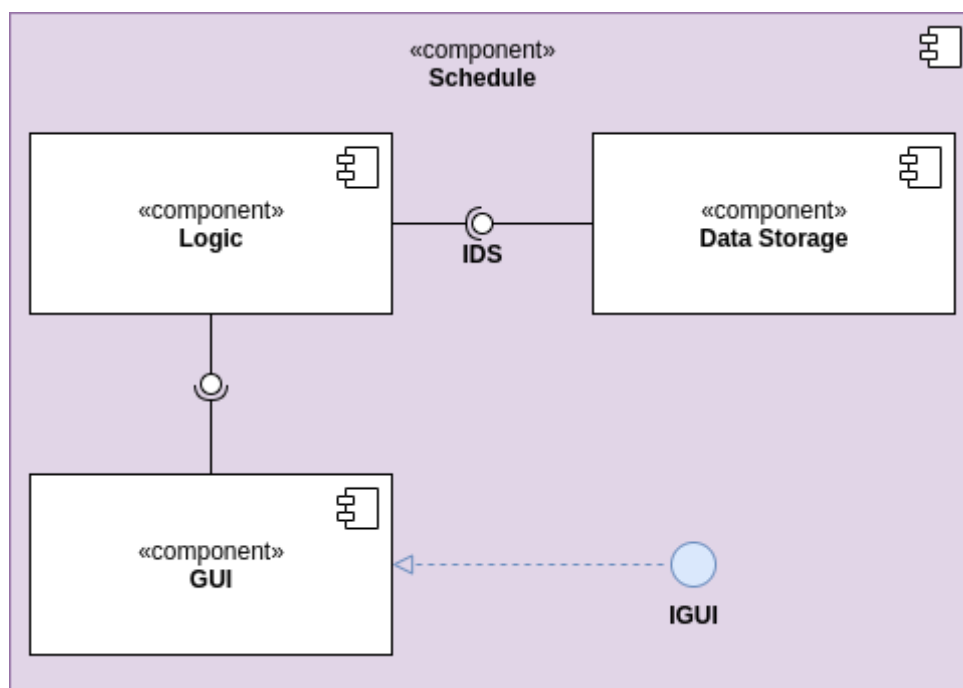 «component»
Schedule
«component»
Logic
IDS
«component»
Data Storage
«component»
GUI
IGUI